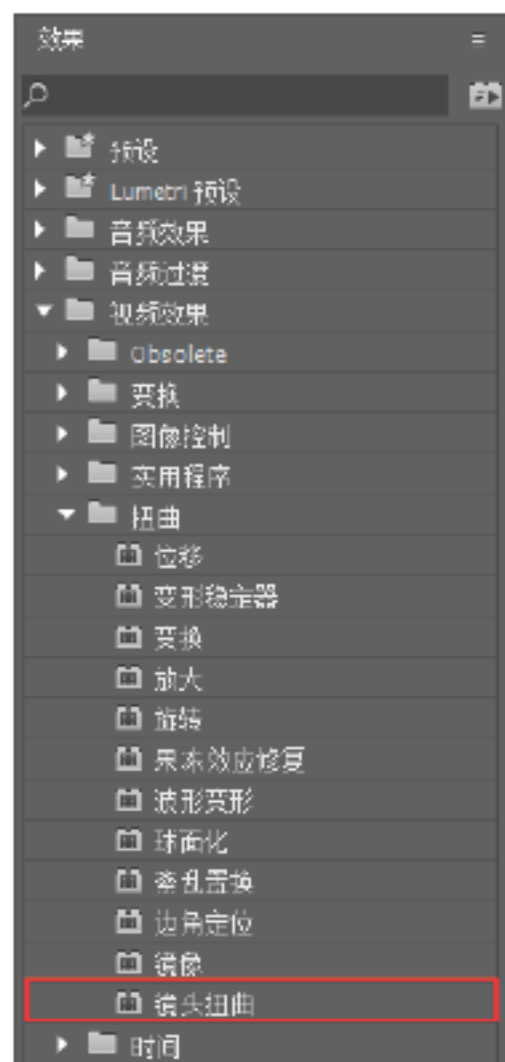 效果
预设
Lumetri 预设
音频效果
音频过渡
视频效果
Obsolete
变换
图像控制
实用程序
扭曲
位移
变形稳定器
变换
放大
旋转
果冻效应修复
波形变形
球面化
紊乱置换
边角定位
镜像
镜头扭曲
时间